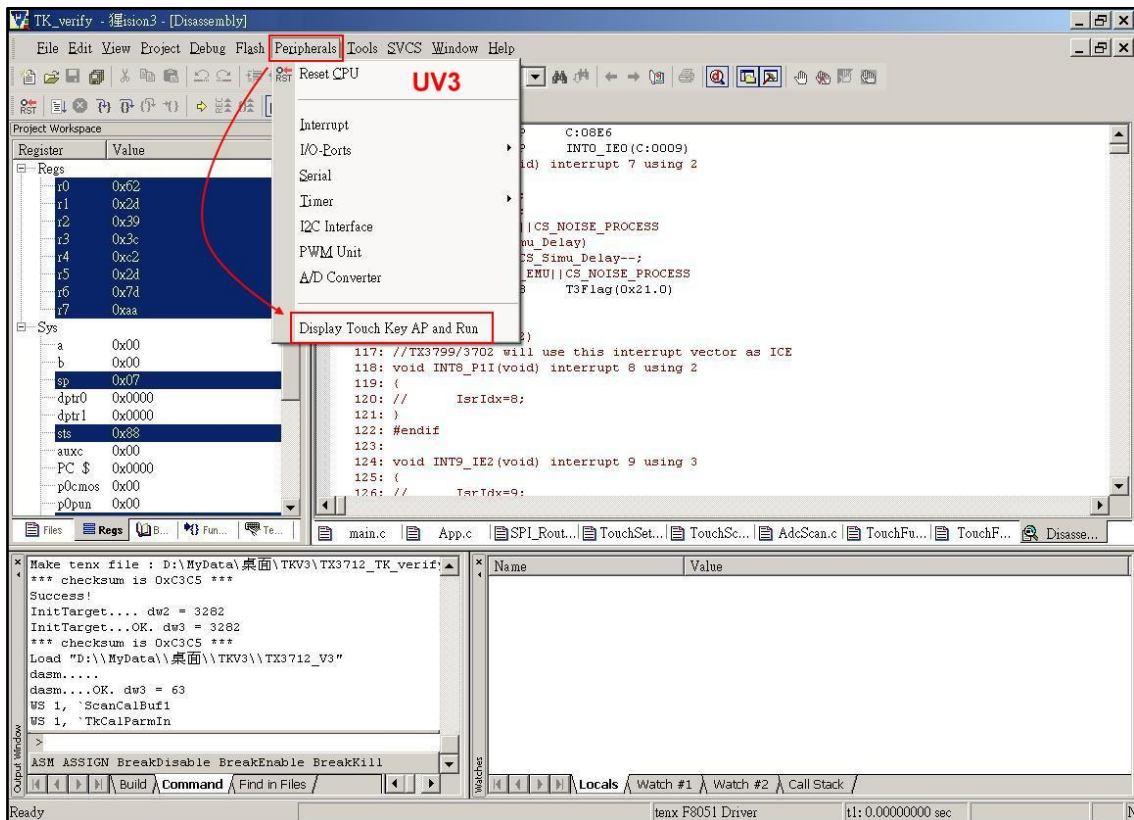 TK_verify - 猩ision3 - [Disassembly]
File Edit View Project Debug Flash Peripherals Tools SVCS Window Help
Reset CPU
UV3
Interrupt
I/O-Ports
Serial
Timer
I2C Interface
PWM Unit
A/D Converter
Display Touch Key AP and Run
RST
Project Workspace
Register Value
Regs
r0 0x62
r1 0x2d
r2 0x39
r3 0x3c
r4 0xc2
r5 0x2d
r6 0x7d
r7 0xaa
Sys
a 0x00
b 0x00
sp 0x07
dptr0 0x0000
dptr1 0x0000
sts 0x88
auxc 0x00
PC $ 0x0000
p0cmos 0x00
p0pun 0x00
Files Regs B... Fun... Te...
C:08E6
INT0_IE0(C:0009)
id) interrupt 7 using 2
||CS_NOISE_PROCESS
mu_Delay)
CS_Simu_Delay--;
_EMU||CS_NOISE_PROCESS
T3Flag(0x21.0)
117: //TX3799/3702 will use this interrupt vector as ICE
118: void INT8_P1I(void) interrupt 8 using 2
119: {
120: // IsrIdx=8;
121: }
122: #endif
123:
124: void INT9_IE2(void) interrupt 9 using 3
125: {
126: // IsrIdx=9;
main.c App.c SPI_Rout... TouchSet... TouchSc... AdcScan.c TouchFu... TouchF... Disasse...
Make tenx file : D:\MyData\桌面\TKV3\TX3712_TK_verify
*** checksum is 0xC3C5 ***
Success!
InitTarget.... dw2 = 3282
InitTarget...OK. dw3 = 3282
*** checksum is 0xC3C5 ***
Load "D:\\MyData\\桌面\\TKV3\\TX3712_V3"
dasm.....
dasm....OK. dw3 = 63
WS 1, `ScanCalBuf1
WS 1, `TkCalParmIn
>
ASM ASSIGN BreakDisable BreakEnable BreakKill
Build Command Find in Files
Output Window
Name Value
Locals Watch #1 Watch #2 Call Stack
Watches
Ready tenx F8051 Driver t1: 0.00000000 sec